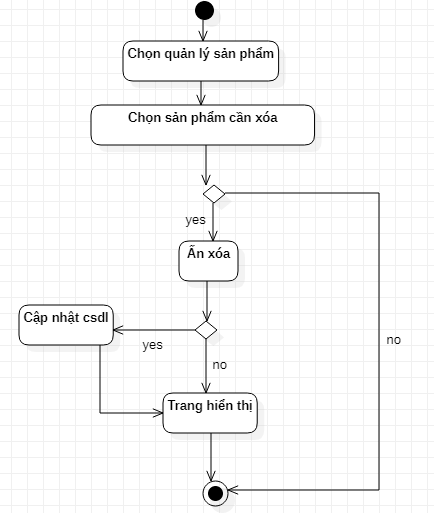 Chọn quản lý sản phẩm
Chọn sản phẩm cần xóa
yes
Ấn xóa
Cập nhật csdl
yes
no
no
Trang hiển thị